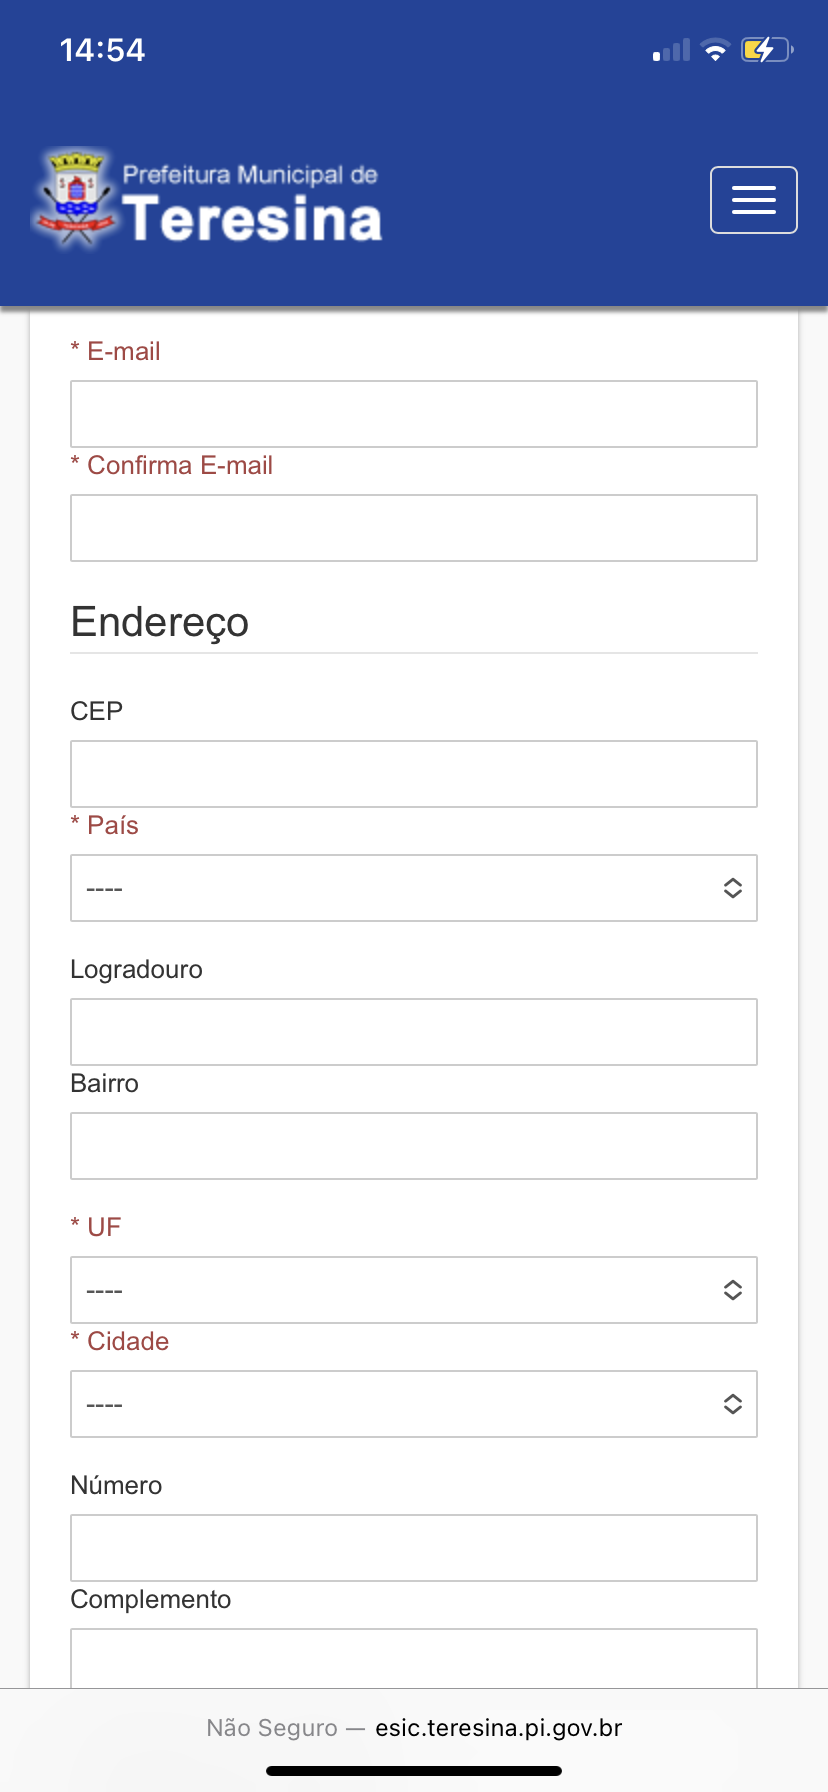 14:54
Prefeitura Municipal de
Teresina
* E-mail
* Confirma E-mail
Endereço
CEP
* País
----
Logradouro
Bairro
* UF
----
* Cidade
----
Número
Complemento
Não Seguro — esic.teresina.pi.gov.br